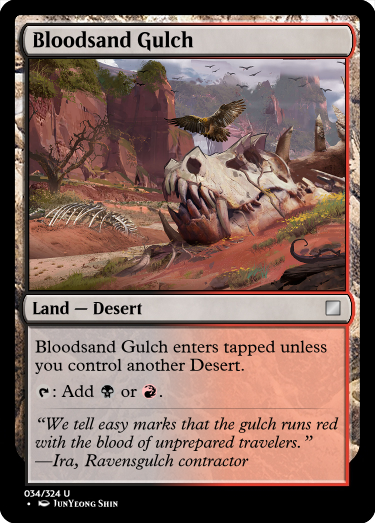 Bloodsand Gulch
Land — Desert
Bloodsand Gulch enters tapped unless
you control another Desert.
: Add or .
“We tell easy marks that the gulch runs red
with the blood of unprepared travelers.”
—Ira, Ravensgulch contractor
034/324 U
• JunYeong Shin